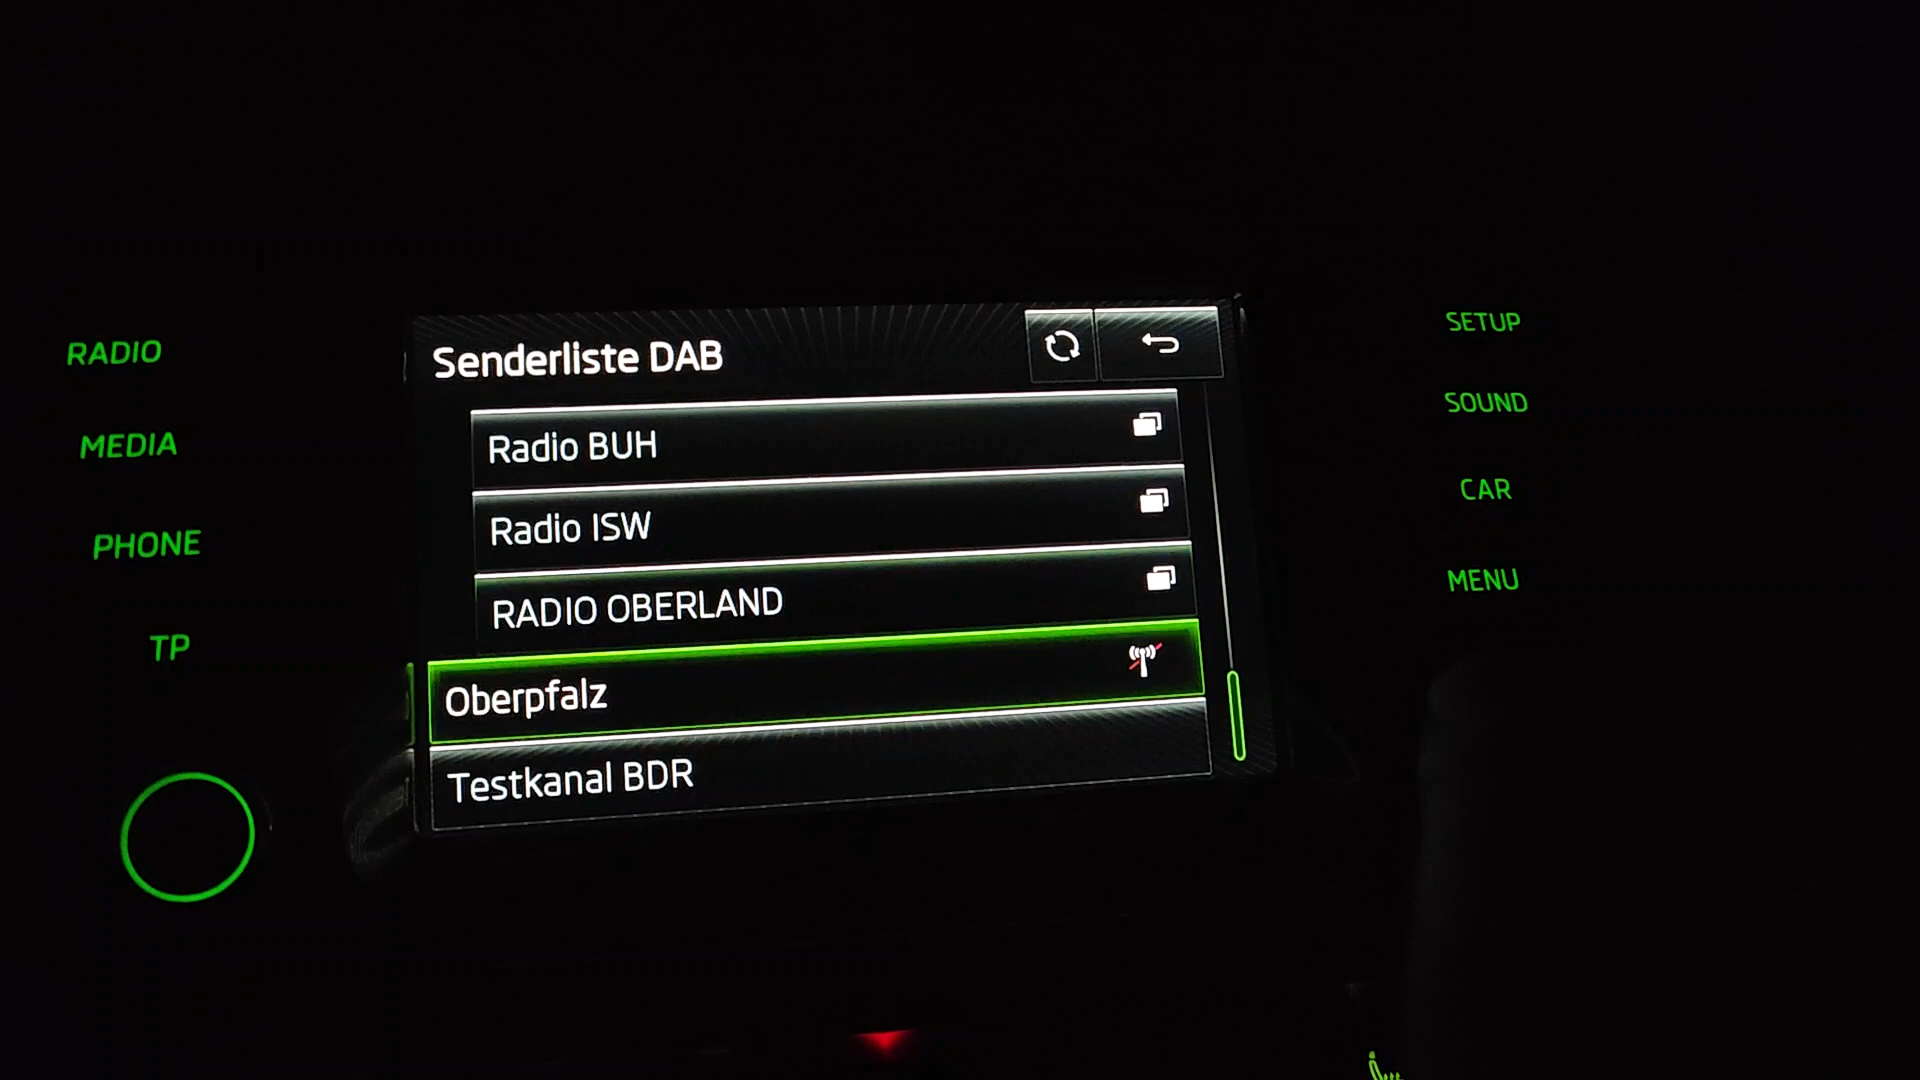 RADIO
MEDIA
PHONE
TP
Senderliste DAB
Radio BUH
Radio ISW
RADIO OBERLAND
Oberpfalz
Testkanal BDR
SETUP
SOUND
CAR
MENU